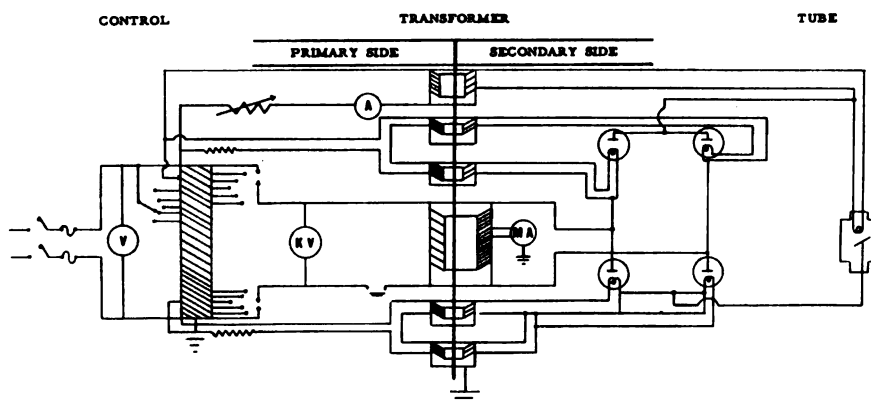 CONTROL TRANSFORMER TUBE
PRIMARY SIDE SECONDARY SIDE
A
V
KV
MA